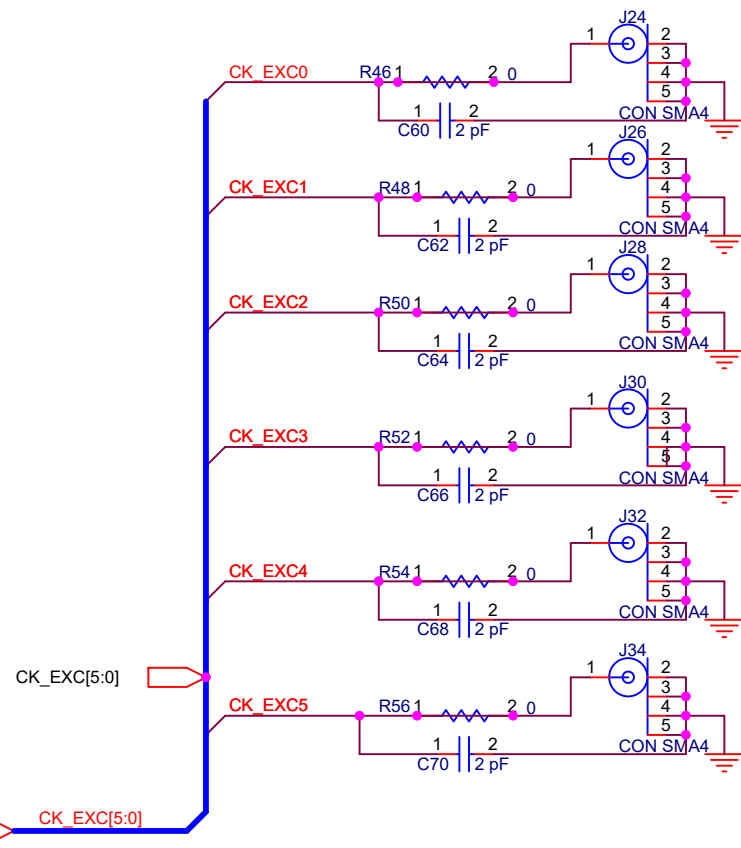 J24
1 2
3
CK_EXC0 R46 1 2 0 4
5
1 2 CON SMA4
C60 2 pF
J26
1 2
3
CK_EXC1 R48 1 2 0 4
5
1 2 CON SMA4
C62 2 pF
J28
1 2
3
CK_EXC2 R50 1 2 0 4
5
1 2 CON SMA4
C64 2 pF
J30
1 2
3
CK_EXC3 R52 1 2 0 4
5
1 2 CON SMA4
C66 2 pF
J32
1 2
3
CK_EXC4 R54 1 2 0 4
5
1 2 CON SMA4
C68 2 pF
J34
CK_EXC[5:0] 1 2
3
CK_EXC5 R56 1 2 0 4
5
1 2 CON SMA4
C70 2 pF
CK_EXC[5:0]